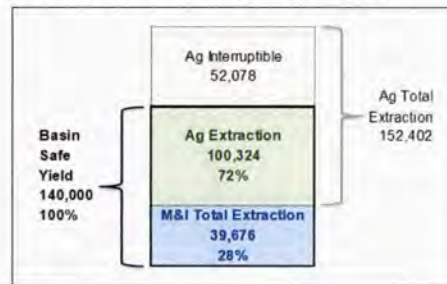 Ag Interruptible
52,078
Ag Total
Extraction
152,402
Basin
Safe
Yield
140,000
100%
Ag Extraction
100,324
72%
M&I Total Extraction
39,676
28%